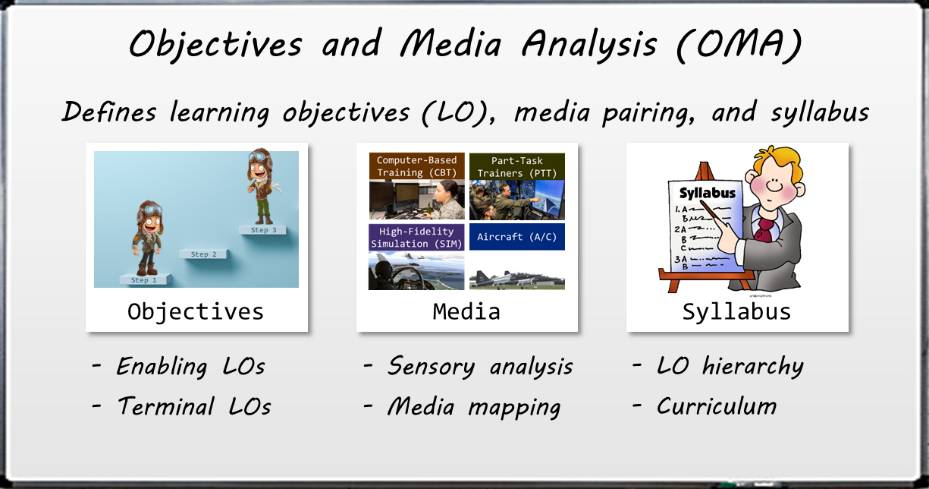 Objectives and Media Analysis (OMA)
Defines learning objectives (LO), media pairing, and syllabus
Step 1
Step 2
Step 3
Objectives
- Enabling LOs
- Terminal LOs
Computer-Based
Training (CBT)
Part-Task
Trainers (PTT)
High-Fidelity
Simulation (SIM)
Aircraft (A/C)
Media
- Sensory analysis
- Media mapping
Syllabus
1. A
B
2 A
B
C
3 A
B
Syllabus
- LO hierarchy
- Curriculum